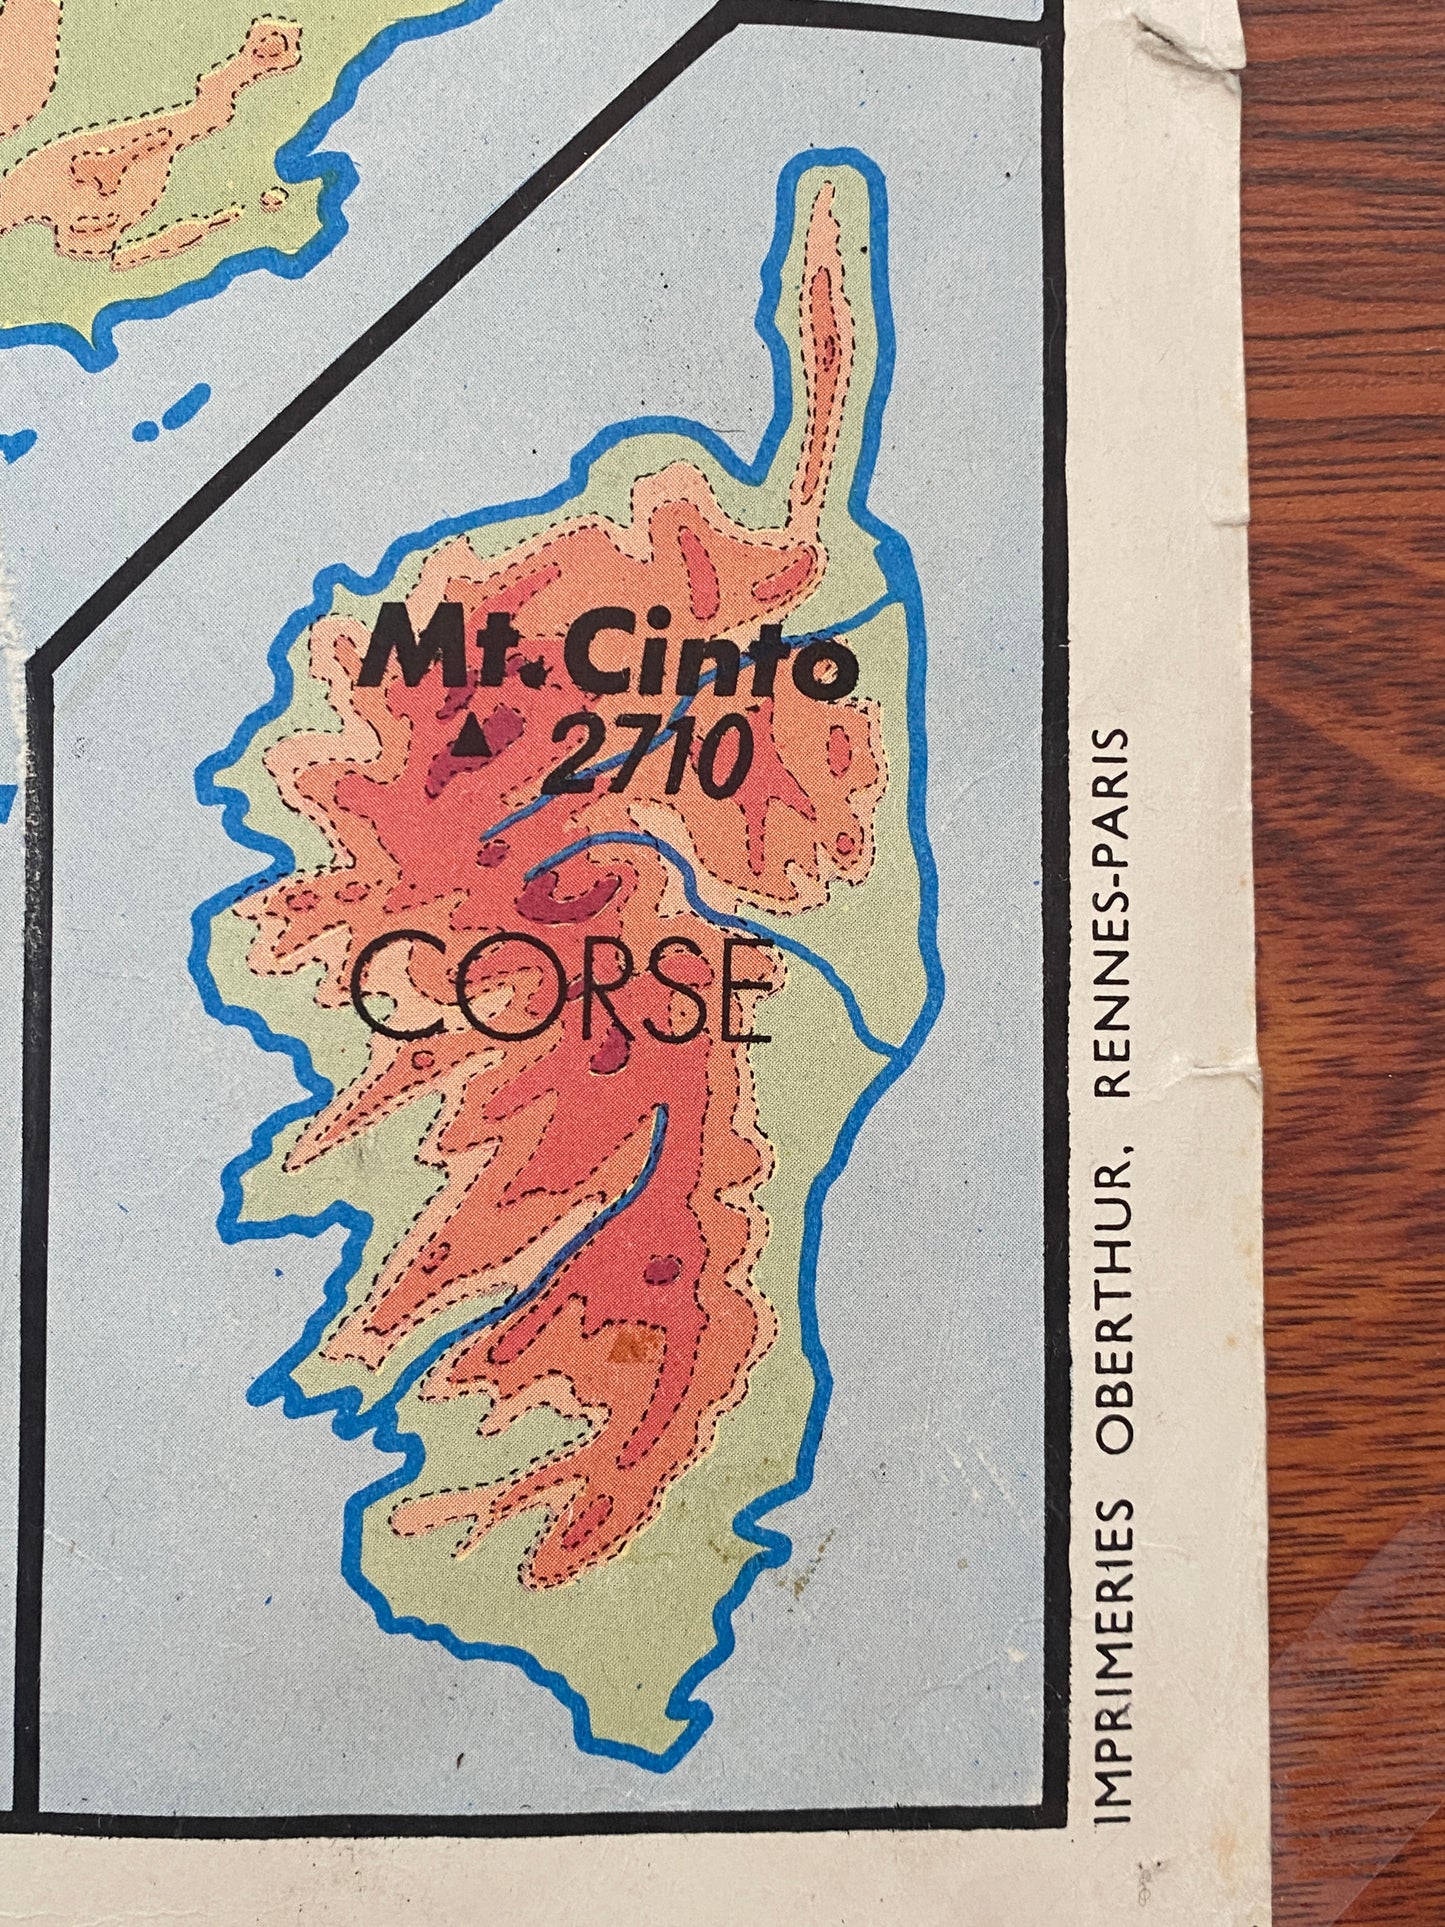 Mt. Cinto
2710
CORSE
IMPRIMERIES OBERTHUR, RENNES-PARIS